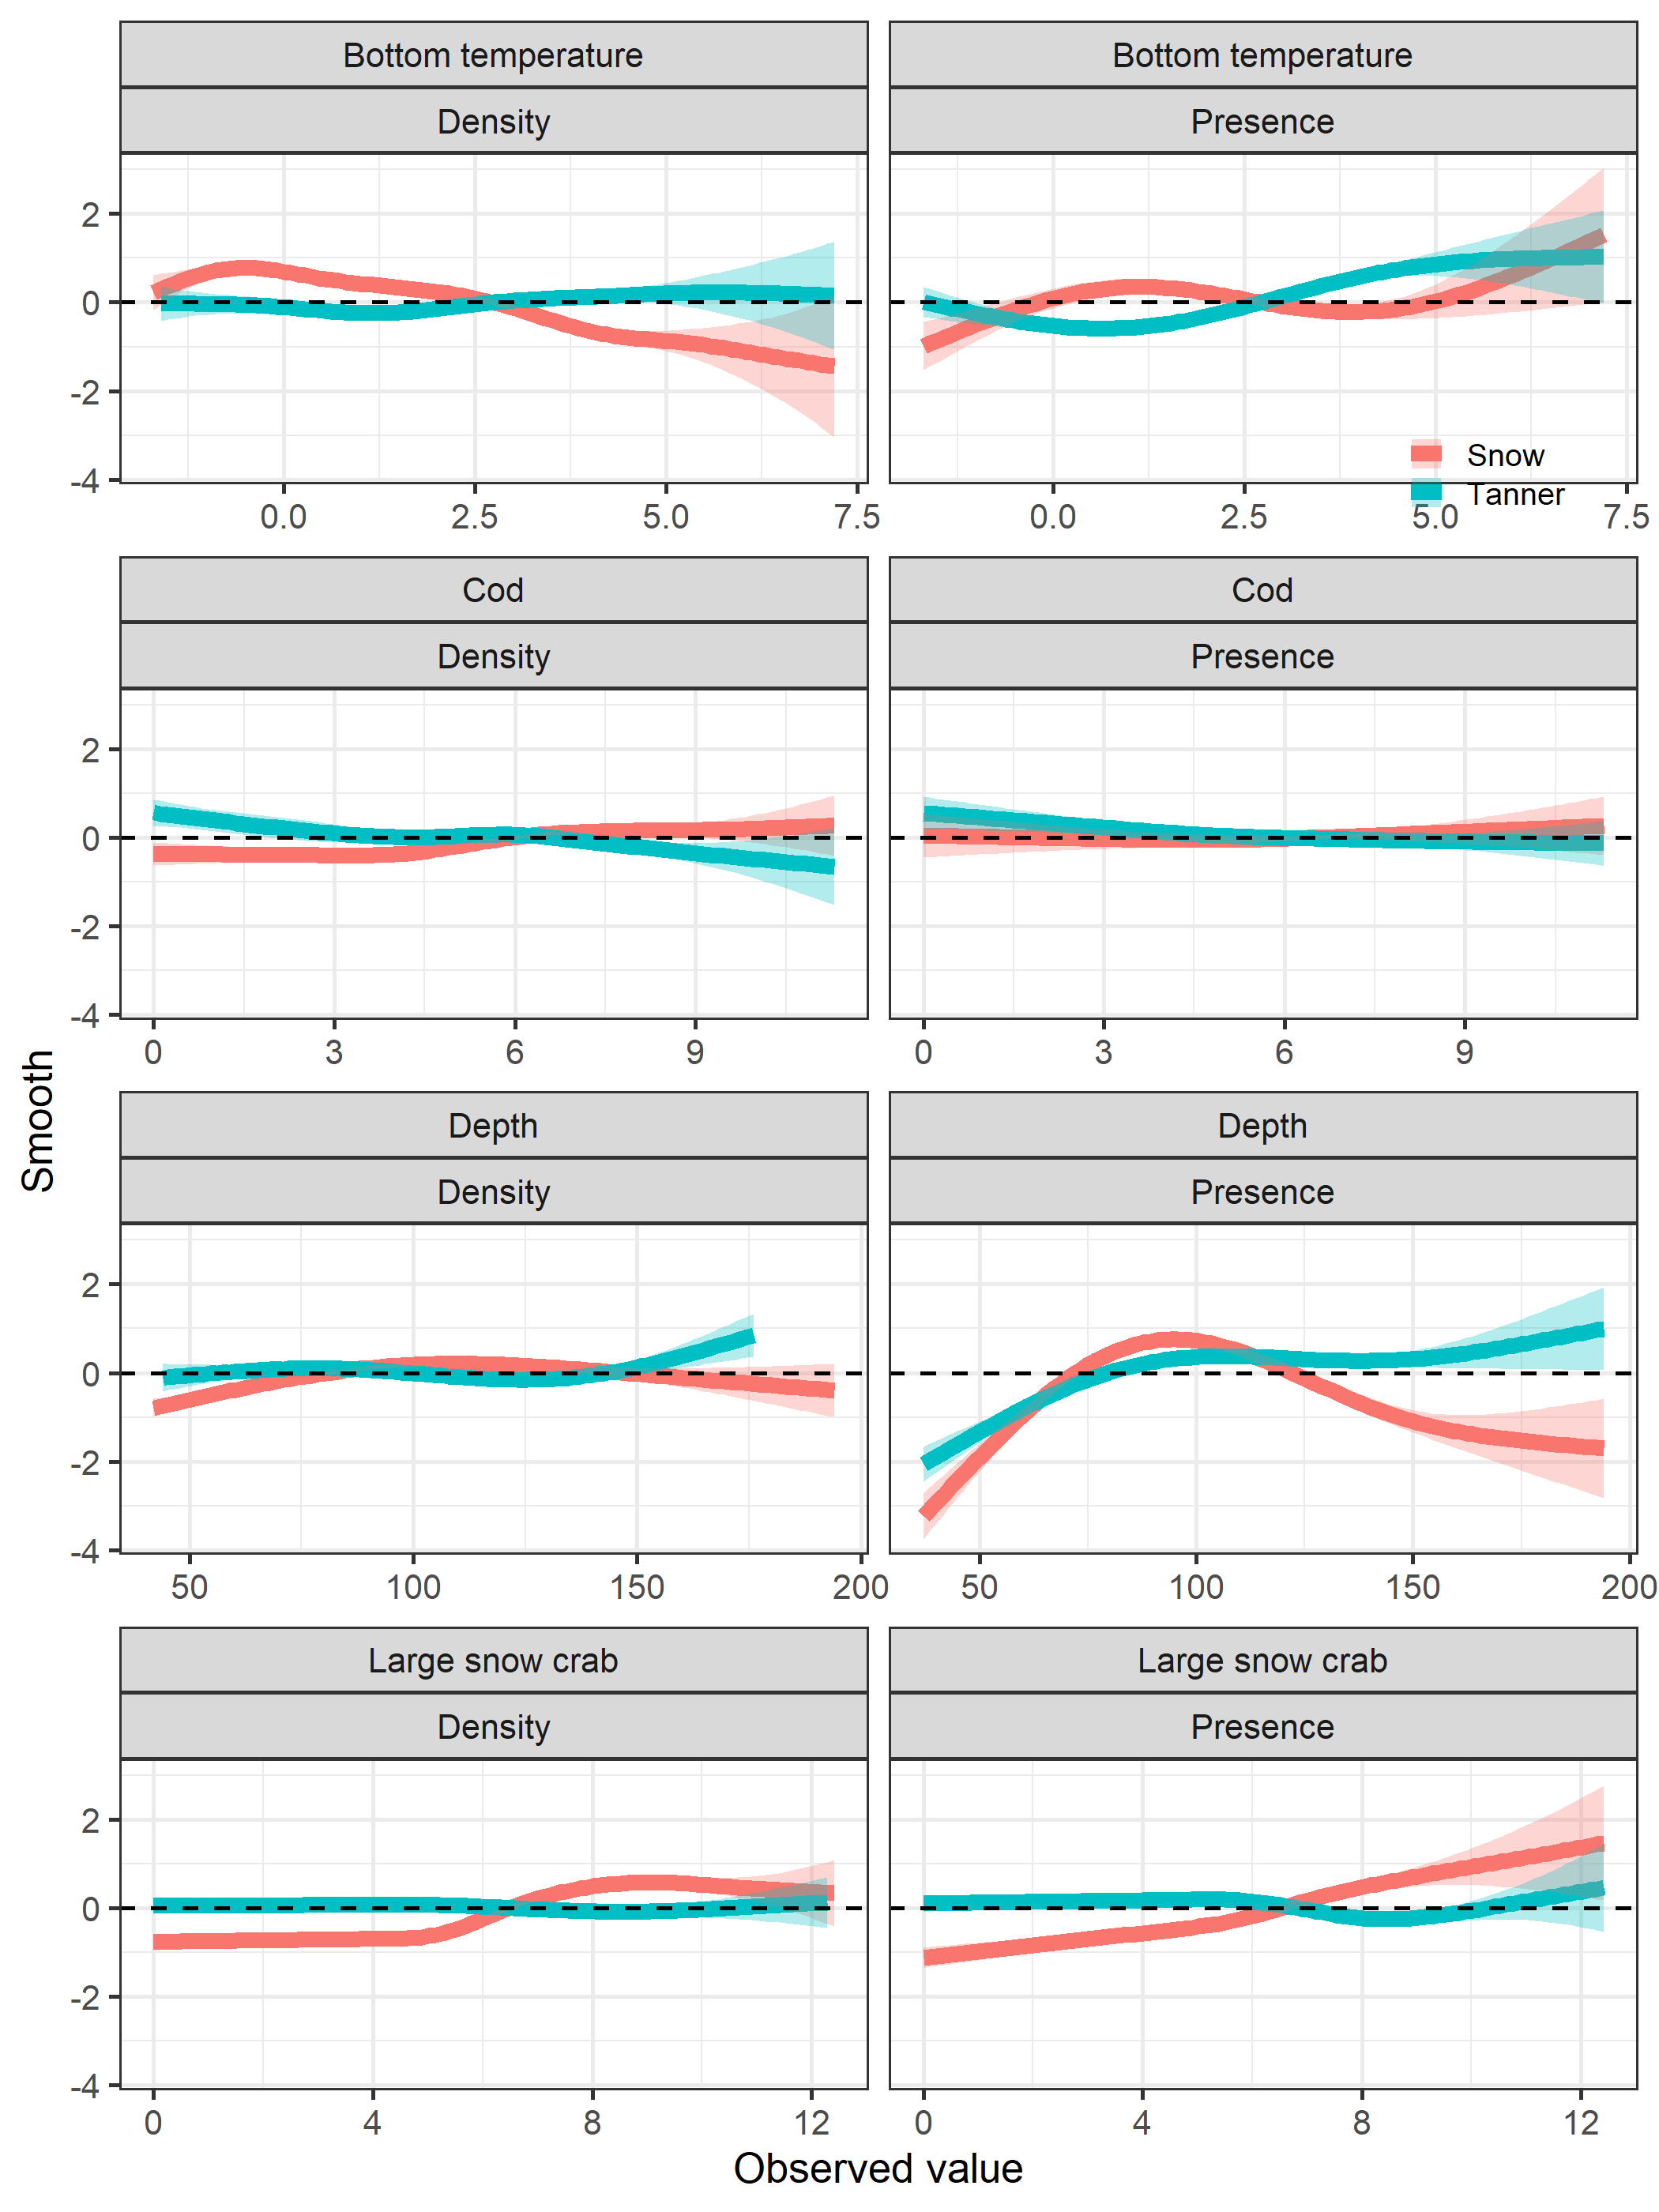 Bottom temperature Bottom temperature
Density Presence
2
0
-2
-4
Snow
Tanner
0.0 2.5 5.0 7.5 0.0 2.5 5.0 7.5
Cod Cod
Density Presence
2
0
-2
-4
0 3 6 9 0 3 6 9
Smooth
Depth Depth
Density Presence
2
0
-2
-4
50 100 150 200 50 100 150 200
Large snow crab Large snow crab
Density Presence
2
0
-2
-4
0 4 8 12 0 4 8 12
Observed value